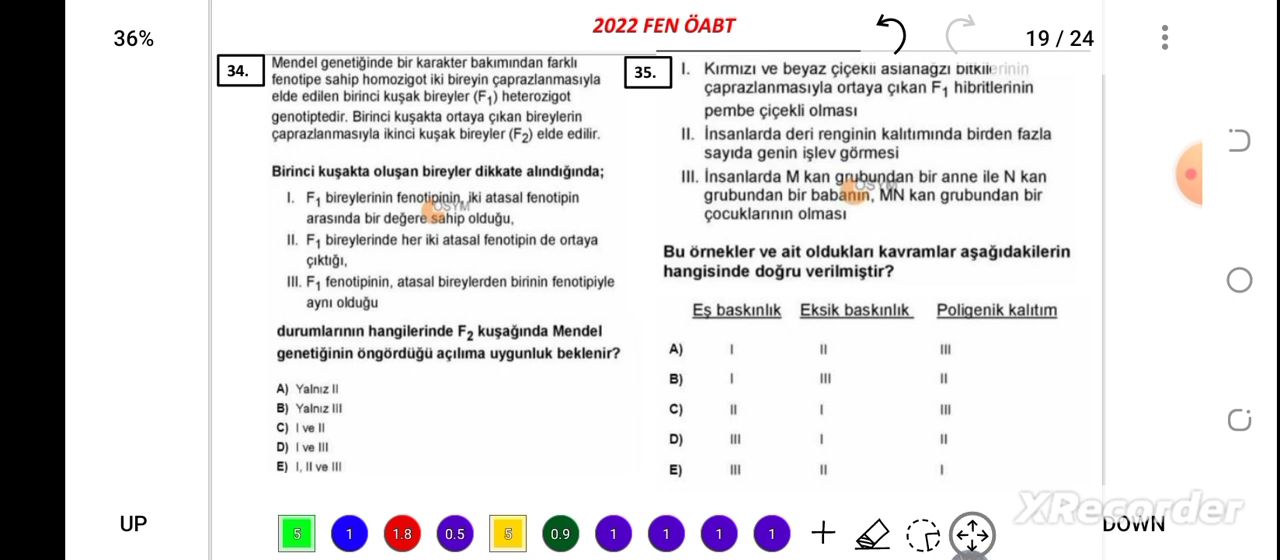 36%
2022 FEN ÖABT
19 / 24
34.
Mendel genetiğinde bir karakter bakımından farklı
fenotipe sahip homozigot iki bireyin çaprazlanmasıyla
elde edilen birinci kuşak bireyler (F1) heterozigot
genotiptedir. Birinci kuşakta ortaya çıkan bireylerin
çaprazlanmasıyla ikinci kuşak bireyler (F2) elde edilir.
Birinci kuşakta oluşan bireyler dikkate alındığında;
I. F1 bireylerinin fenotipinin, iki atasal fenotipin
arasında bir değere sahip olduğu,
II. F1 bireylerinde her iki atasal fenotipin de ortaya
çıktığı,
III. F1 fenotipinin, atasal bireylerden birinin fenotipiyle
aynı olduğu
durumlarının hangilerinde F2 kuşağında Mendel
genetiğinin öngördüğü açılıma uygunluk beklenir?
A) Yalnız II
B) Yalnız III
C) I ve II
D) I ve III
E) I, II ve III
ÖSYM
35.
I. Kırmızı ve beyaz çiçekli aslanağzı bitkilerinin
çaprazlanmasıyla ortaya çıkan F1 hibritlerinin
pembe çiçekli olması
II. İnsanlarda deri renginin kalıtımında birden fazla
sayıda genin işlev görmesi
III. İnsanlarda M kan grubundan bir anne ile N kan
grubundan bir babanın, MN kan grubundan bir
çocuklarının olması
ÖSYM
Bu örnekler ve ait oldukları kavramlar aşağıdakilerin
hangisinde doğru verilmiştir?
Eş baskınlık Eksik baskınlık Poligenik kalıtım
A) I II III
B) I III II
C) II I III
D) III I II
E) III II I
UP
5 1 1.8 0.5 5 0.9 1 1 1 1
XRecorder
DOWN